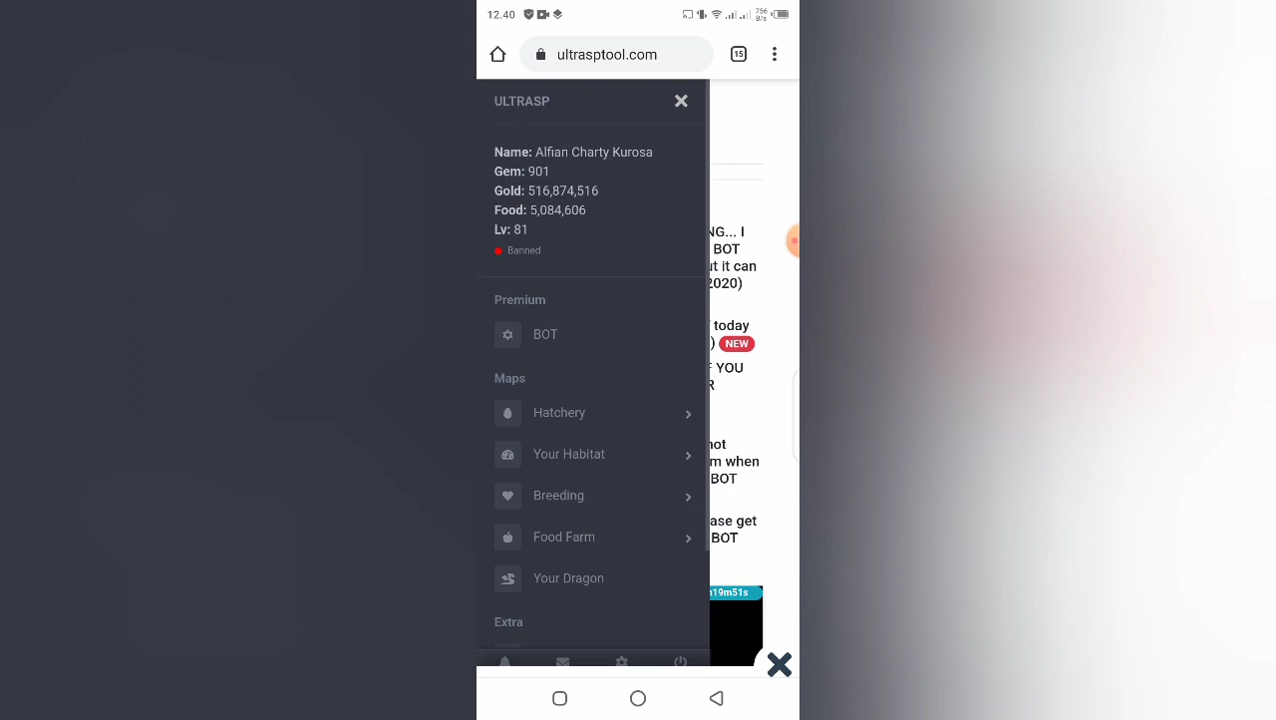 12.40
756
B/s
ultrasptool.com
15
ULTRASP
Name: Alfian Charty Kurosa
Gem: 901
Gold: 516,874,516
Food: 5,084,606
Lv: 81
Banned
NG... I
BOT
ut it can
2020)
Premium
BOT
today
) NEW
F YOU
R
Maps
Hatchery
Your Habitat
not
m when
BOT
Breeding
ase get
BOT
Food Farm
Your Dragon
19m51s
Extra